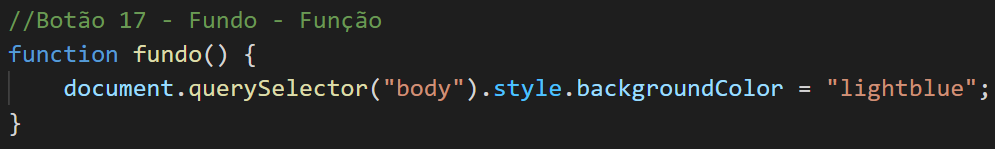 //Botão 17 - Fundo - Função
function fundo() {
    document.querySelector("body").style.backgroundColor = "lightblue";
}